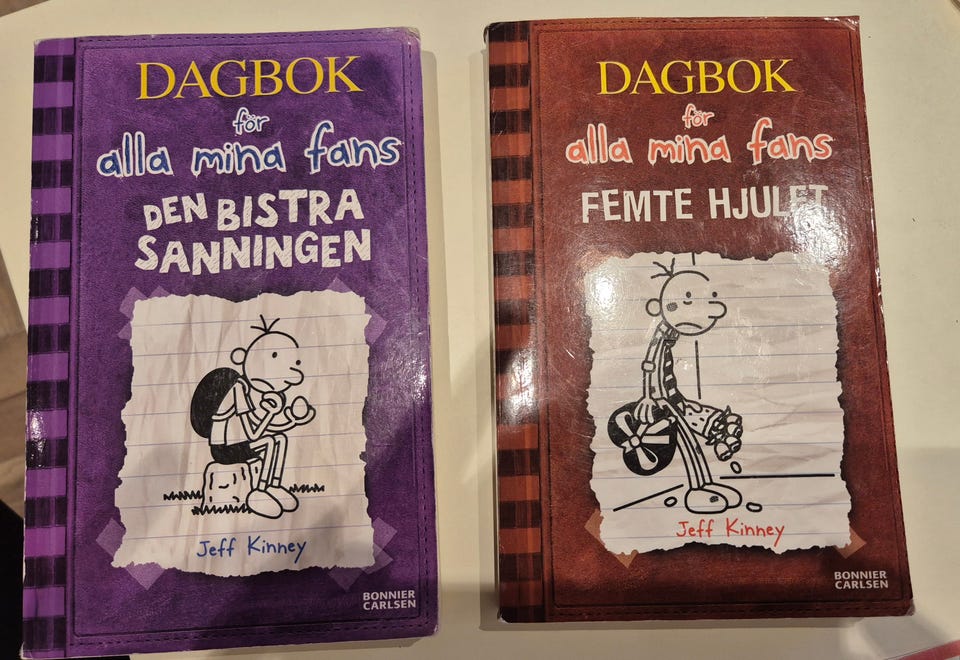 DAGBOK
för
alla mina fans
DEN BISTRA
SANNINGEN
Jeff Kinney
BONNIER
CARLSEN
DAGBOK
för
alla mina fans
FEMTE HJULET
Jeff Kinney
BONNIER
CARLSEN